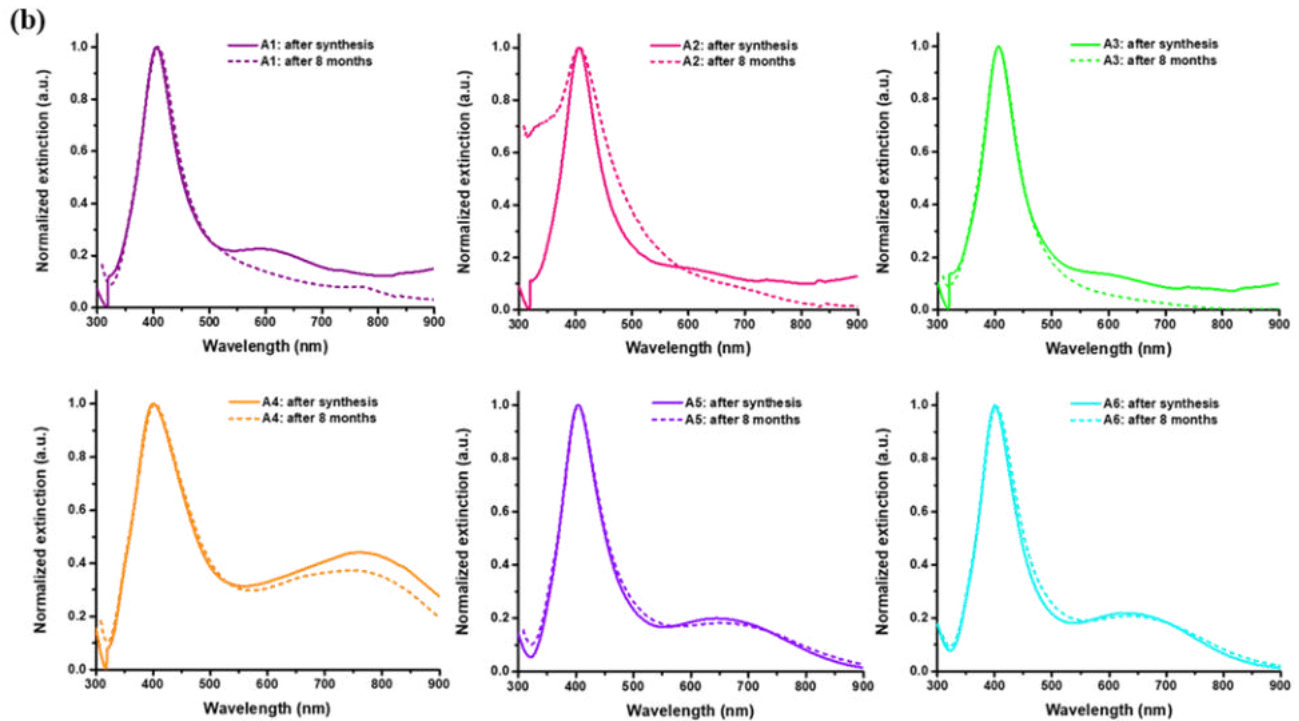 (b)
A1: after synthesis
A1: after 8 months
Normalized extinction (a.u.)
1.0
0.8
0.6
0.4
0.2
0.0
300 400 500 600 700 800 900
Wavelength (nm)
A2: after synthesis
A2: after 8 months
Normalized extinction (a.u.)
1.0
0.8
0.6
0.4
0.2
0.0
300 400 500 600 700 800 900
Wavelength (nm)
A3: after synthesis
A3: after 8 months
Normalized extinction (a.u.)
1.0
0.8
0.6
0.4
0.2
0.0
300 400 500 600 700 800 900
Wavelength (nm)
A4: after synthesis
A4: after 8 months
Normalized extinction (a.u.)
1.0
0.8
0.6
0.4
0.2
0.0
300 400 500 600 700 800 900
Wavelength (nm)
A5: after synthesis
A5: after 8 months
Normalized extinction (a.u.)
1.0
0.8
0.6
0.4
0.2
0.0
300 400 500 600 700 800 900
Wavelength (nm)
A6: after synthesis
A6: after 8 months
Normalized extinction (a.u.)
1.0
0.8
0.6
0.4
0.2
0.0
300 400 500 600 700 800 900
Wavelength (nm)